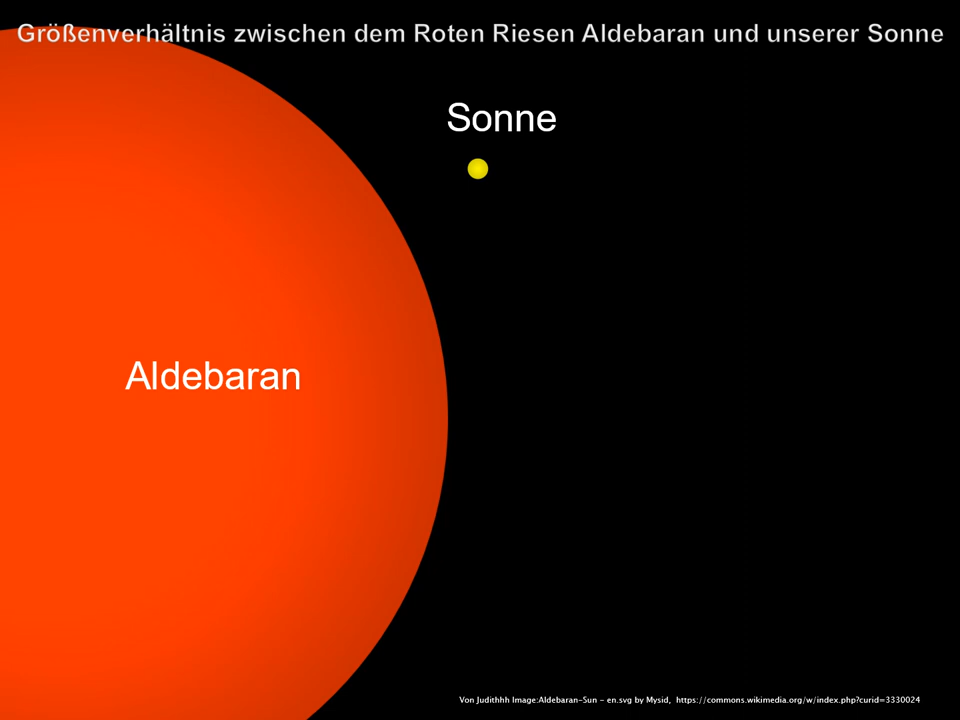 Größenverhältnis zwischen dem Roten Riesen Aldebaran und unserer Sonne
Sonne
Aldebaran
Von Judithhh Image:Aldebaran-Sun - en.svg by Mysid, https://commons.wikimedia.org/w/index.php?curid=3330024